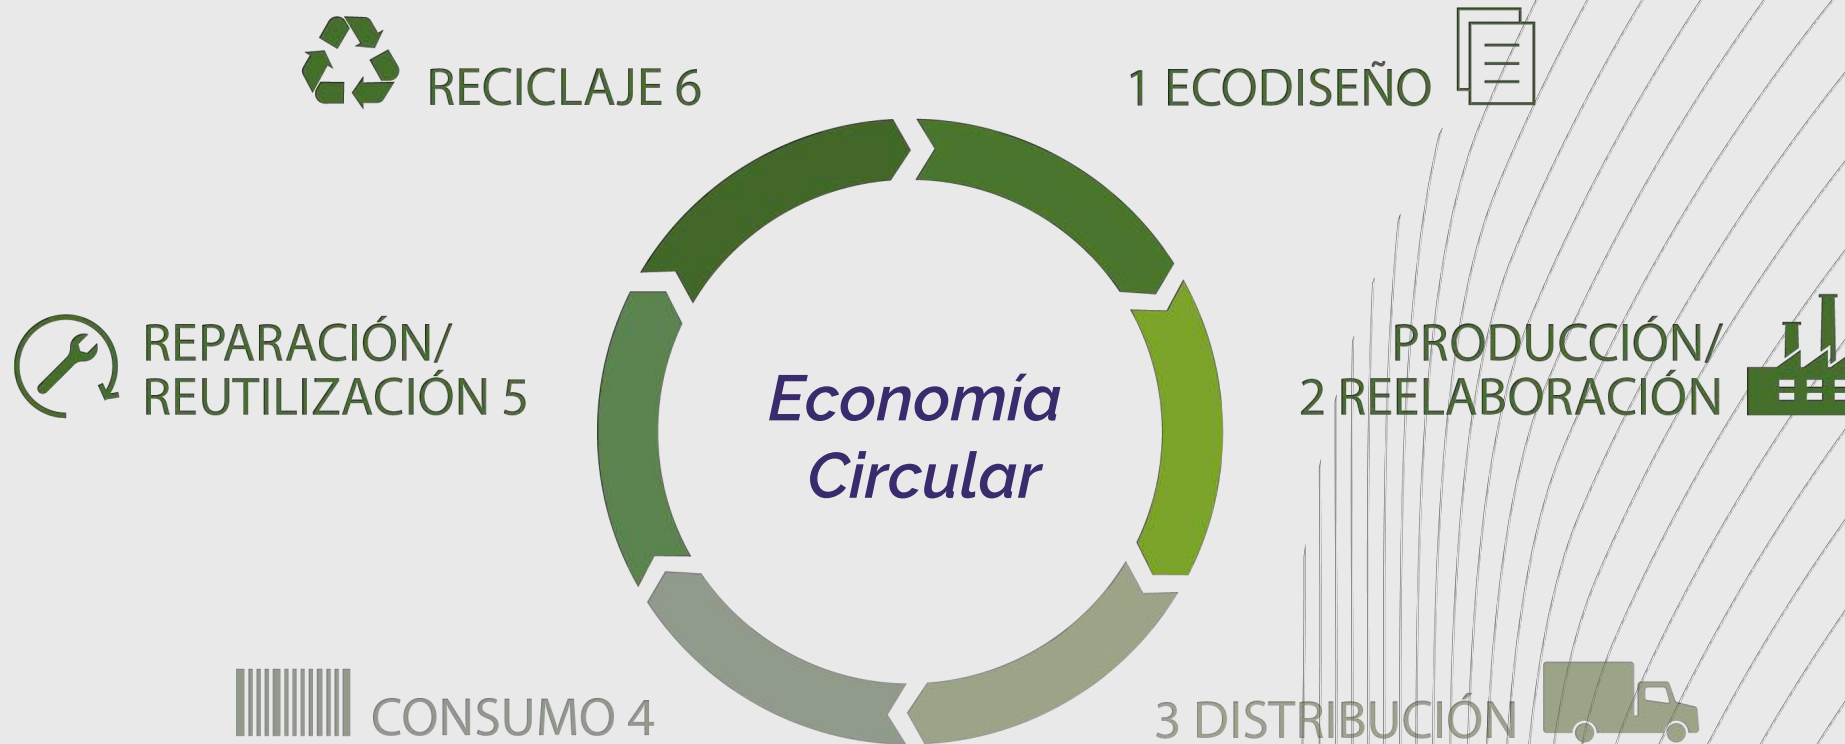 RECICLAJE 6
1 ECODISEÑO
REPARACIÓN/
REUTILIZACIÓN 5
Economía
Circular
PRODUCCIÓN/
2 REELABORACIÓN
CONSUMO 4
3 DISTRIBUCIÓN